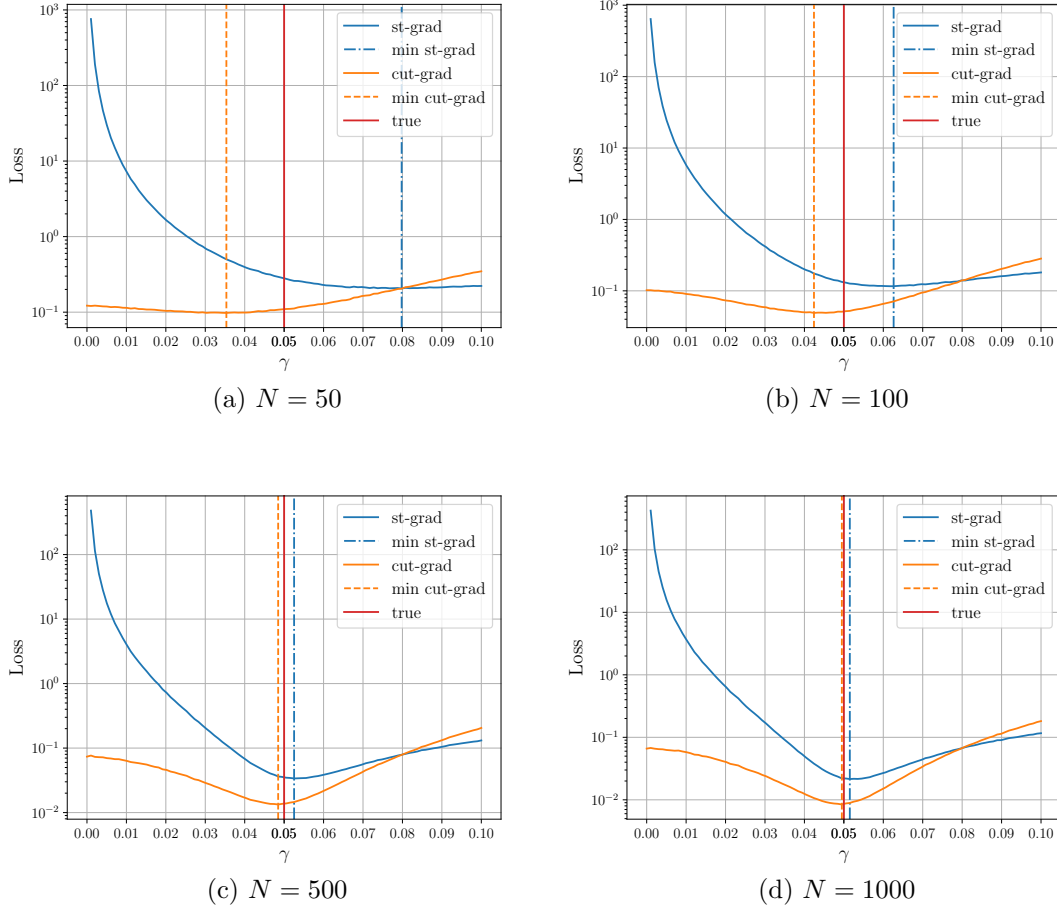 10^3
10^2
10^1
10^0
10^{-1}
Loss
0.00 0.01 0.02 0.03 0.04 0.05 0.05 0.06 0.07 0.08 0.09 0.10
γ
st-grad
min st-grad
cut-grad
min cut-grad
true
(a) N = 50
10^3
10^2
10^1
10^0
10^{-1}
Loss
0.00 0.01 0.02 0.03 0.04 0.05 0.05 0.06 0.07 0.08 0.09 0.10
γ
st-grad
min st-grad
cut-grad
min cut-grad
true
(b) N = 100
10^2
10^1
10^0
10^{-1}
10^{-2}
Loss
0.00 0.01 0.02 0.03 0.04 0.05 0.05 0.06 0.07 0.08 0.09 0.10
γ
st-grad
min st-grad
cut-grad
min cut-grad
true
(c) N = 500
10^2
10^1
10^0
10^{-1}
10^{-2}
Loss
0.00 0.01 0.02 0.03 0.04 0.05 0.05 0.06 0.07 0.08 0.09 0.10
γ
st-grad
min st-grad
cut-grad
min cut-grad
true
(d) N = 1000